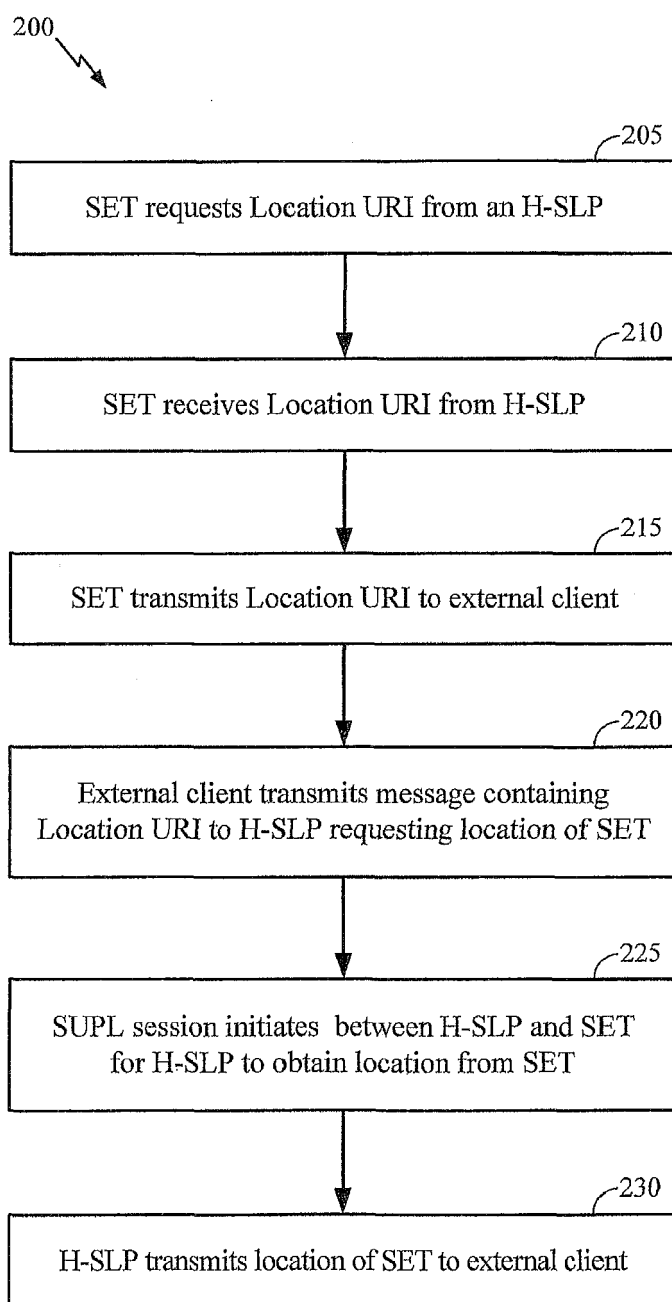 200
205
SET requests Location URI from an H-SLP
210
SET receives Location URI from H-SLP
215
SET transmits Location URI to external client
220
External client transmits message containing
Location URI to H-SLP requesting location of SET
225
SUPL session initiates between H-SLP and SET
for H-SLP to obtain location from SET
230
H-SLP transmits location of SET to external client